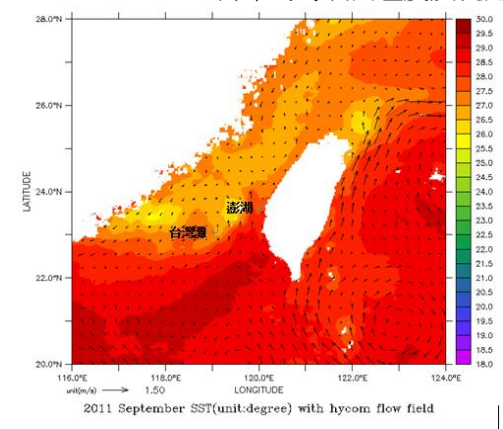 28.0°N
26.0°N
24.0°N
22.0°N
20.0°N
LATITUDE
澎湖
台灣灘
116.0°E
118.0°E
120.0°E
122.0°E
124.0°E
unit(m/s)
1.50
LONGITUDE
30.0
29.5
29.0
28.5
28.0
27.5
27.0
26.5
26.0
25.5
25.0
24.5
24.0
23.5
23.0
22.5
22.0
21.5
21.0
20.5
20.0
19.5
19.0
18.5
18.0
2011 September SST(unit:degree) with hycom flow field